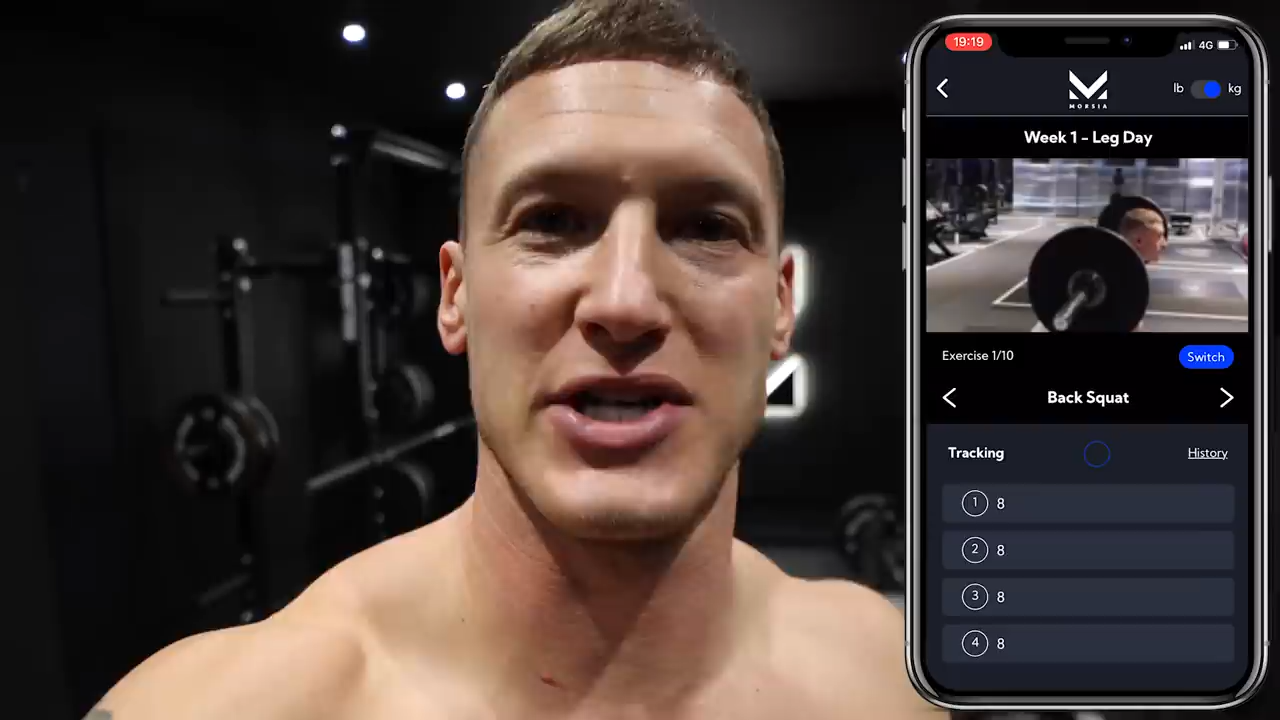 19:19
4G
lb
kg
MORSIA
Week 1 - Leg Day
Exercise 1/10
Switch
Back Squat
Tracking
History
1 8
2 8
3 8
4 8